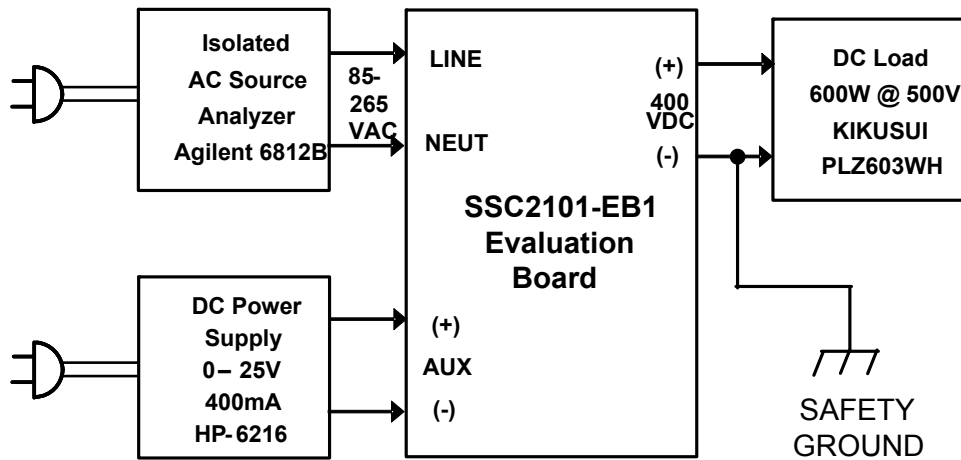 Isolated
AC Source
Analyzer
Agilent 6812B
85-
265
VAC
LINE
NEUT
SSC2101-EB1
Evaluation
Board
(+)
400
VDC
(-)
DC Load
600W @ 500V
KIKUSUI
PLZ603WH
DC Power
Supply
0– 25V
400mA
HP-6216
(+)
AUX
(-)
SAFETY
GROUND